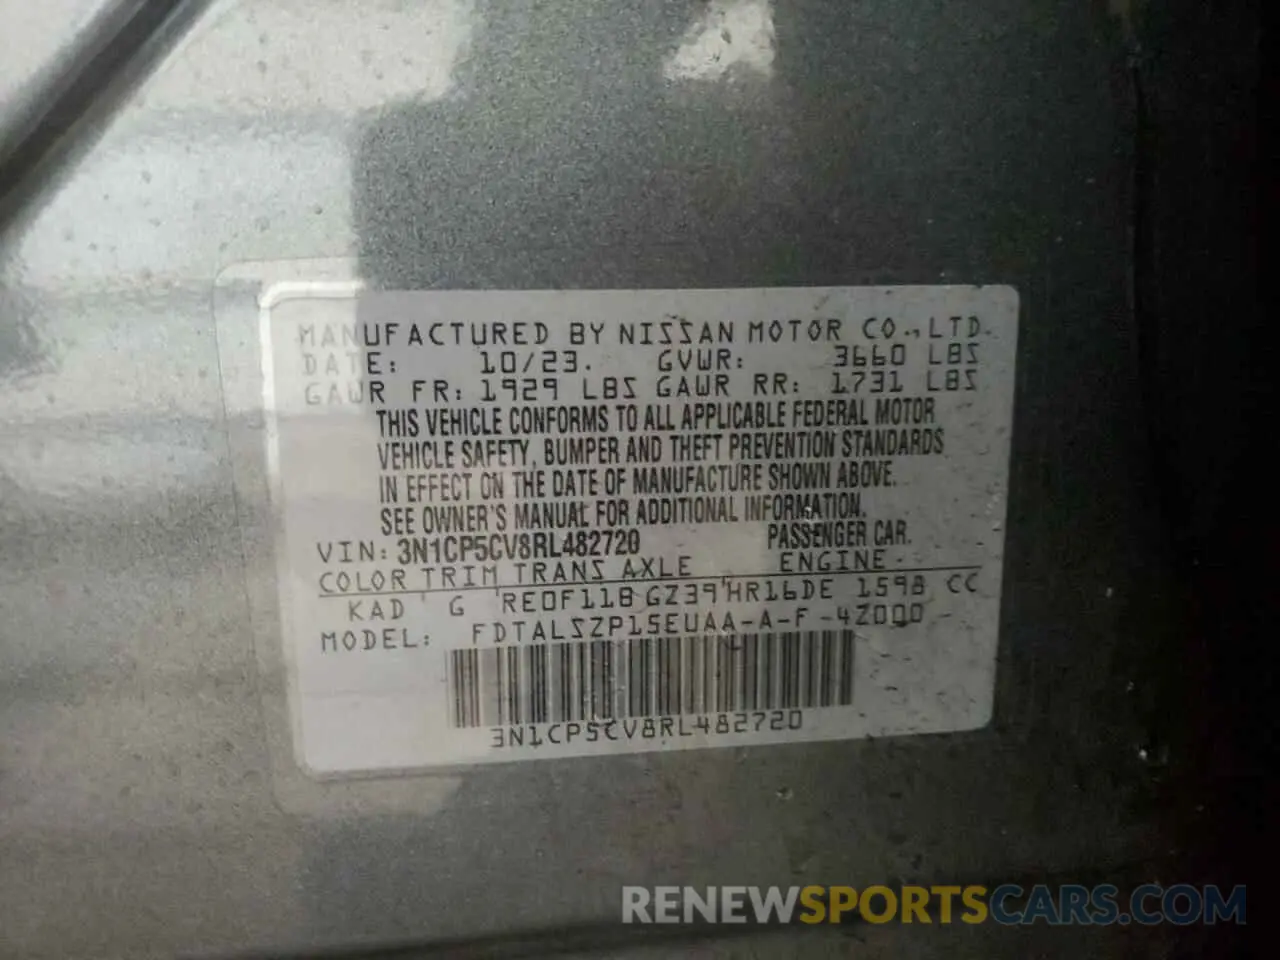 MANUFACTURED BY NISSAN MOTOR CO., LTD.
DATE: 10/23. GVWR: 3660 LBS
GAWR FR: 1929 LBS GAWR RR: 1731 LBS
THIS VEHICLE CONFORMS TO ALL APPLICABLE FEDERAL MOTOR
VEHICLE SAFETY, BUMPER AND THEFT PREVENTION STANDARDS
IN EFFECT ON THE DATE OF MANUFACTURE SHOWN ABOVE.
SEE OWNER'S MANUAL FOR ADDITIONAL INFORMATION.
VIN: 3N1CP5CV8RL482720 PASSENGER CAR.
COLOR TRIM TRANS AXLE ENGINE
KAD G RE0F11B GZ39 HR16DE 1598 CC
MODEL: FDTALSZP15EUAA-A-F-4Z000
3N1CP5CV8RL482720
RENEWSPORTSCARS.COM